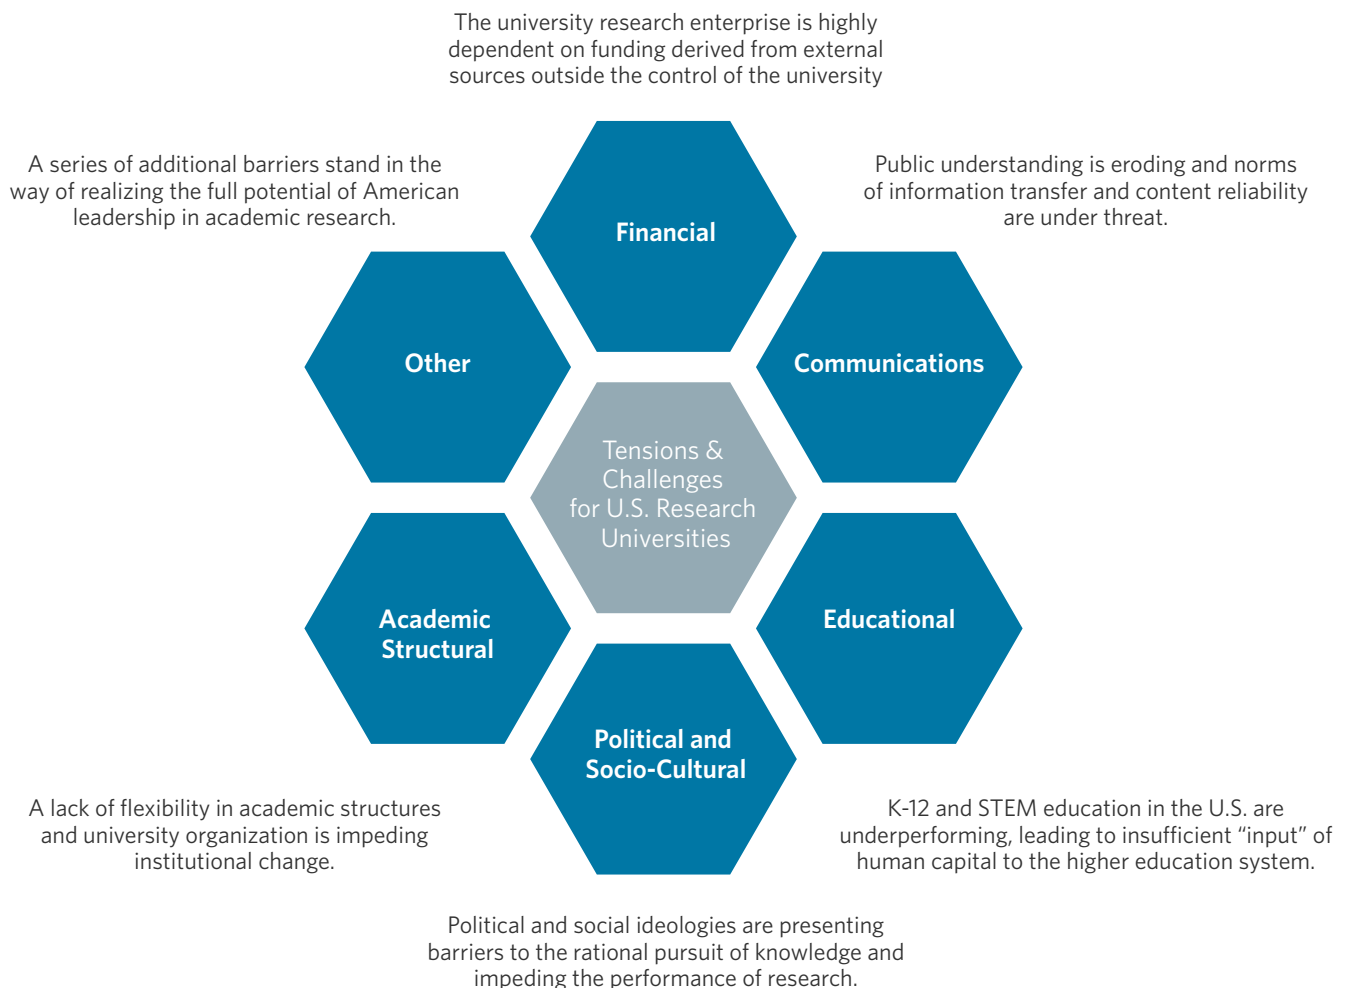 The university research enterprise is highly
dependent on funding derived from external
sources outside the control of the university
A series of additional barriers stand in the
way of realizing the full potential of American
leadership in academic research.
Public understanding is eroding and norms
of information transfer and content reliability
are under threat.
Financial
Other
Communications
Tensions &
Challenges
for U.S. Research
Universities
Academic
Structural
Educational
Political and
Socio-Cultural
A lack of flexibility in academic structures
and university organization is impeding
institutional change.
K-12 and STEM education in the U.S. are
underperforming, leading to insufficient “input” of
human capital to the higher education system.
Political and social ideologies are presenting
barriers to the rational pursuit of knowledge and
impeding the performance of research.